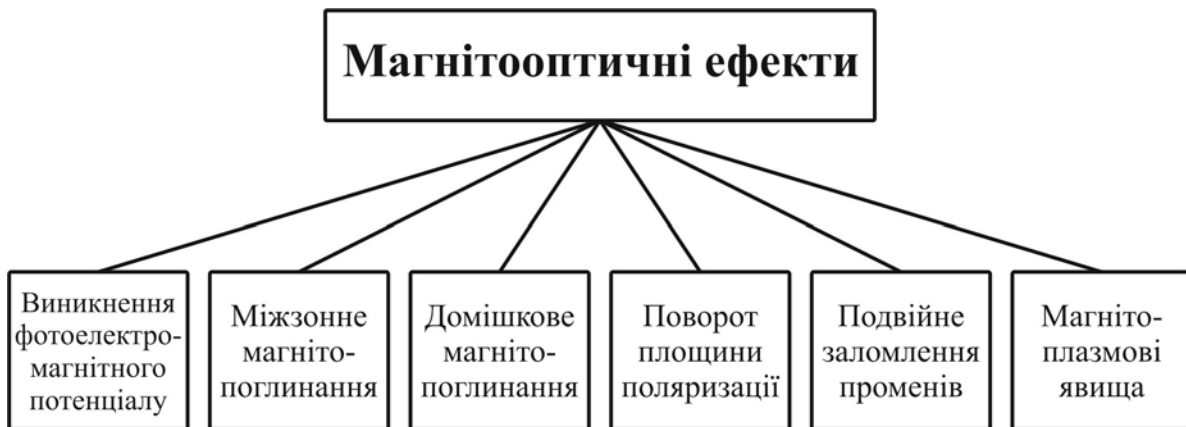 Магнітооптичні ефекти
Виникнення
фотоелектро-
магнітного
потенціалу
Міжзонне
магніто-
поглинання
Домішкове
магніто-
поглинання
Поворот
площини
поляризації
Подвійне
заломлення
променів
Магніто-
плазмові
явища